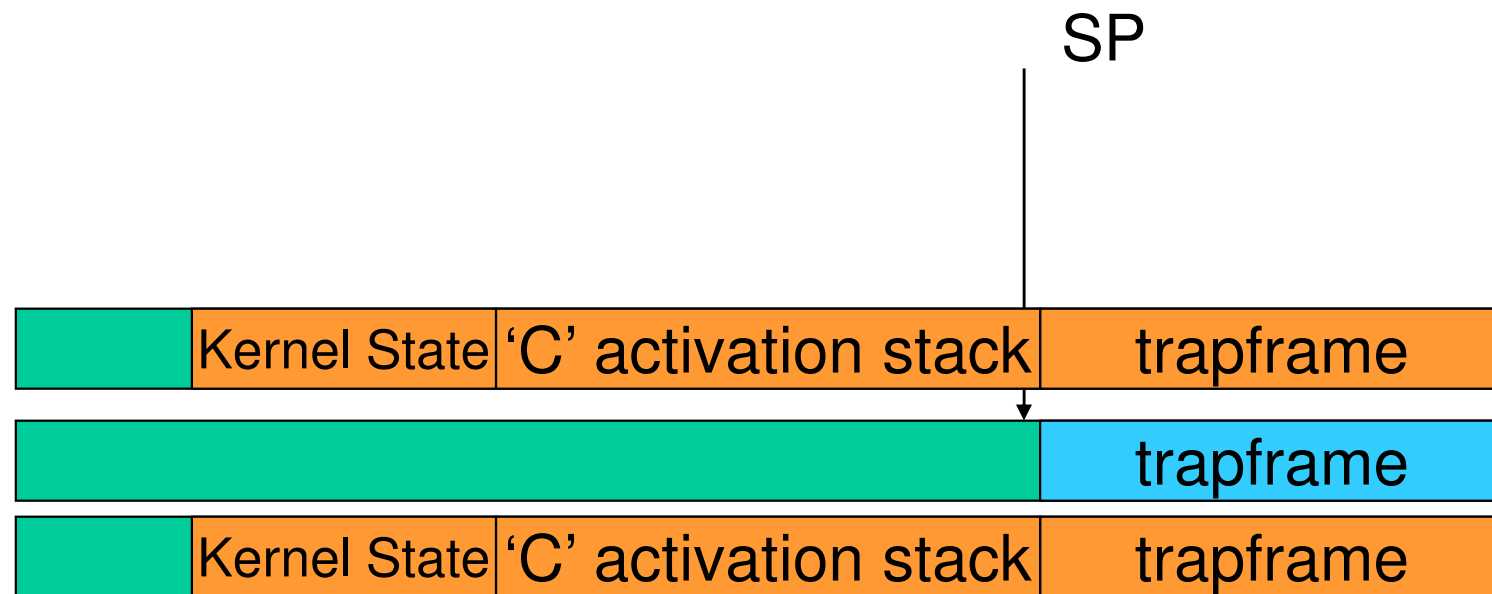 SP
Kernel State ‘C’ activation stack trapframe
trapframe
Kernel State ‘C’ activation stack trapframe